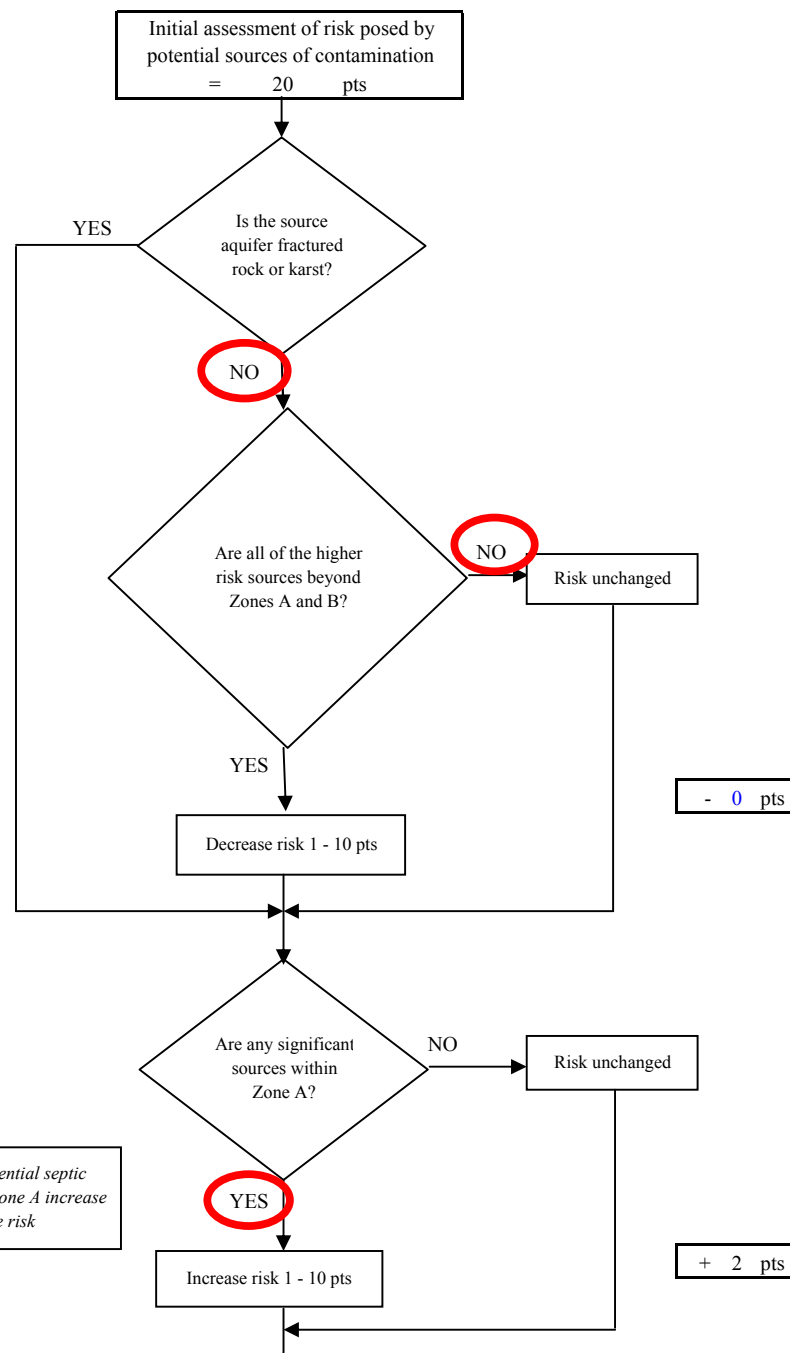 Initial assessment of risk posed by
potential sources of contamination
= 20 pts
YES
Is the source
aquifer fractured
rock or karst?
NO
Are all of the higher
risk sources beyond
Zones A and B?
NO
Risk unchanged
YES
- 0 pts
Decrease risk 1 - 10 pts
Are any significant
sources within
Zone A?
NO
Risk unchanged
ential septic
one A increase
e risk
YES
+ 2 pts
Increase risk 1 - 10 pts